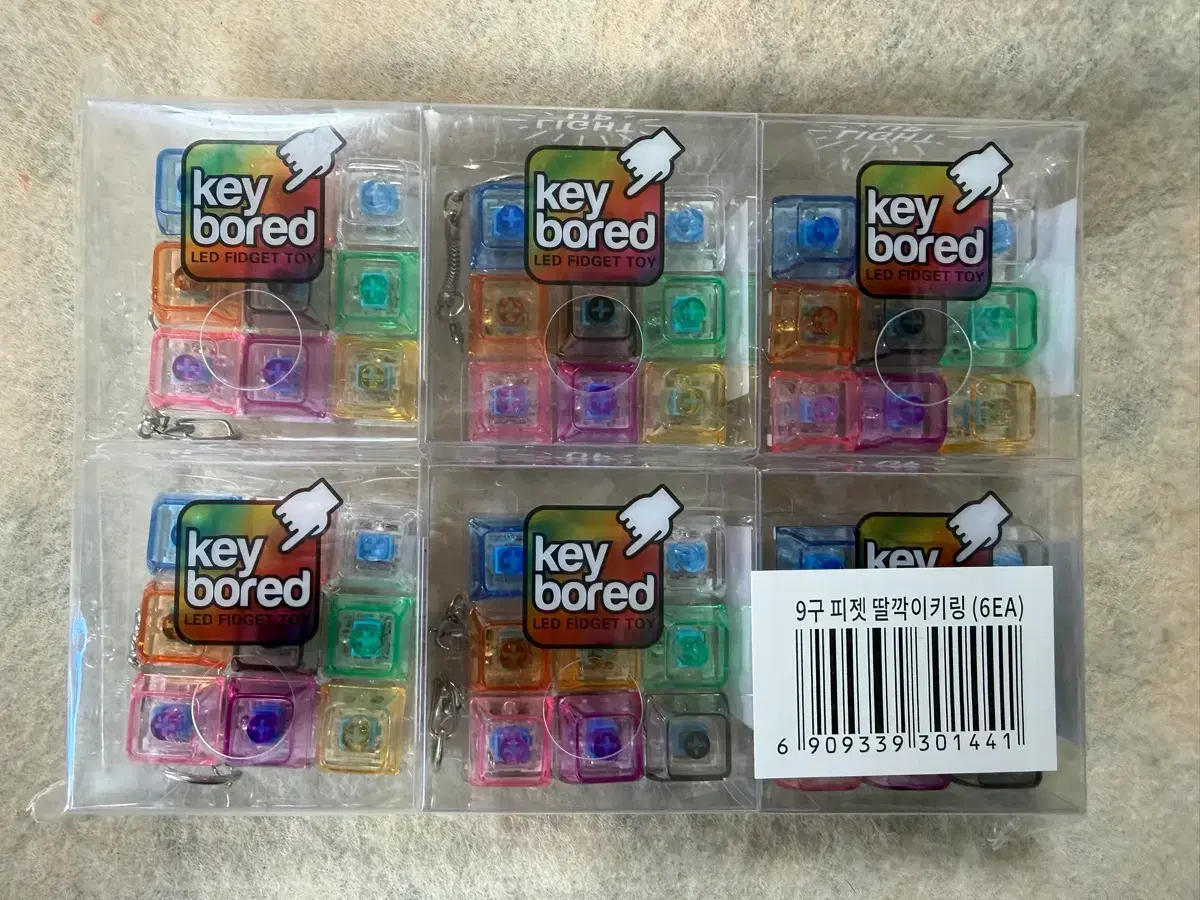 key
bored
LED FIDGET TOY
key
bored
LED FIDGET TOY
key
bored
LED FIDGET TOY
key
bored
LED FIDGET TOY
key
bored
LED FIDGET TOY
key
9구 피젯 딸깍이키링 (6EA)
6 909339 301441